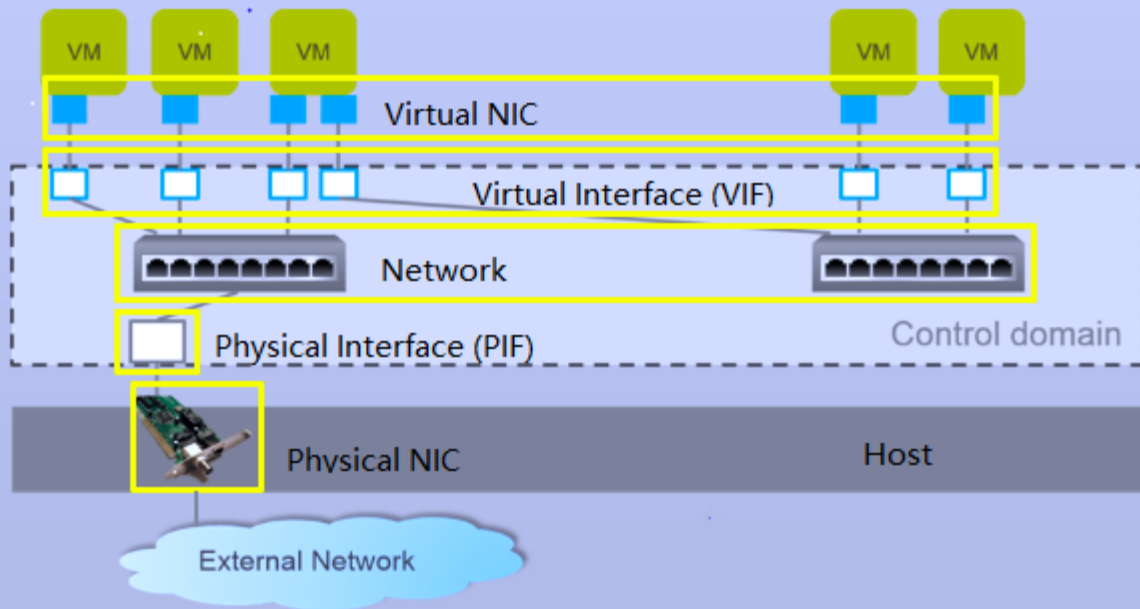 VM VM VM VM VM
Virtual NIC
Virtual Interface (VIF)
Network
Control domain
Physical Interface (PIF)
Physical NIC
Host
External Network